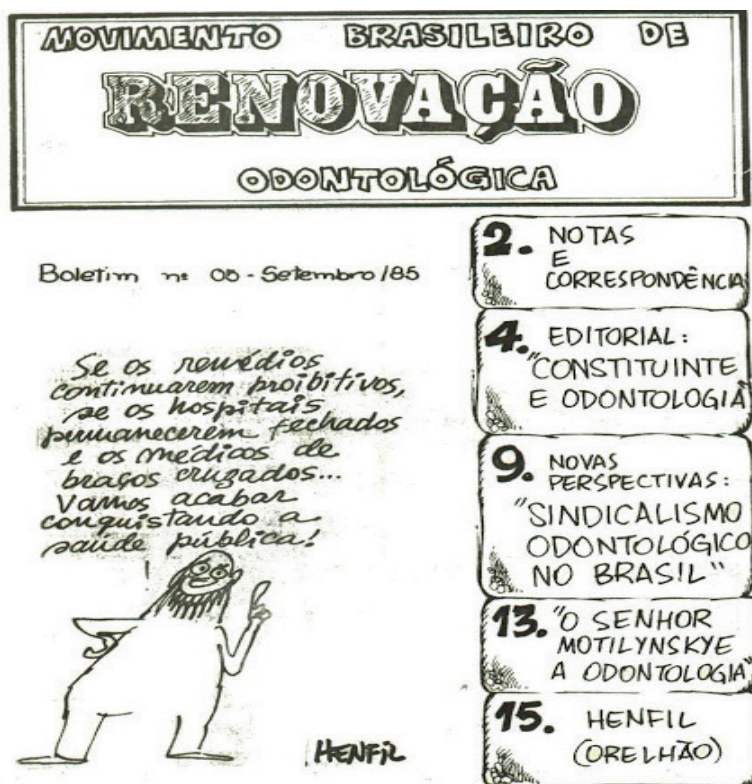 MOVIMENTO BRASILEIRO DE
RENOVAÇÃO
ODONTOLÓGICA
Boletim nº 05 - Setembro/85
Se os remédios
continuarem proibitivos,
se os hospitais
permanecerem fechados
e os médicos de
braços cruzados...
Vamos acabar
conquistando a
saúde pública!
HENFIL
2. NOTAS
E
CORRESPONDÊNCIA
4. EDITORIAL:
"CONSTITUINTE
E ODONTOLOGIA"
9. NOVAS
PERSPECTIVAS:
"SINDICALISMO
ODONTOLÓGICO
NO BRASIL"
13. "O SENHOR
MOTILYNSKYE
A ODONTOLOGIA"
15. HENFIL
(ORELHÃO)